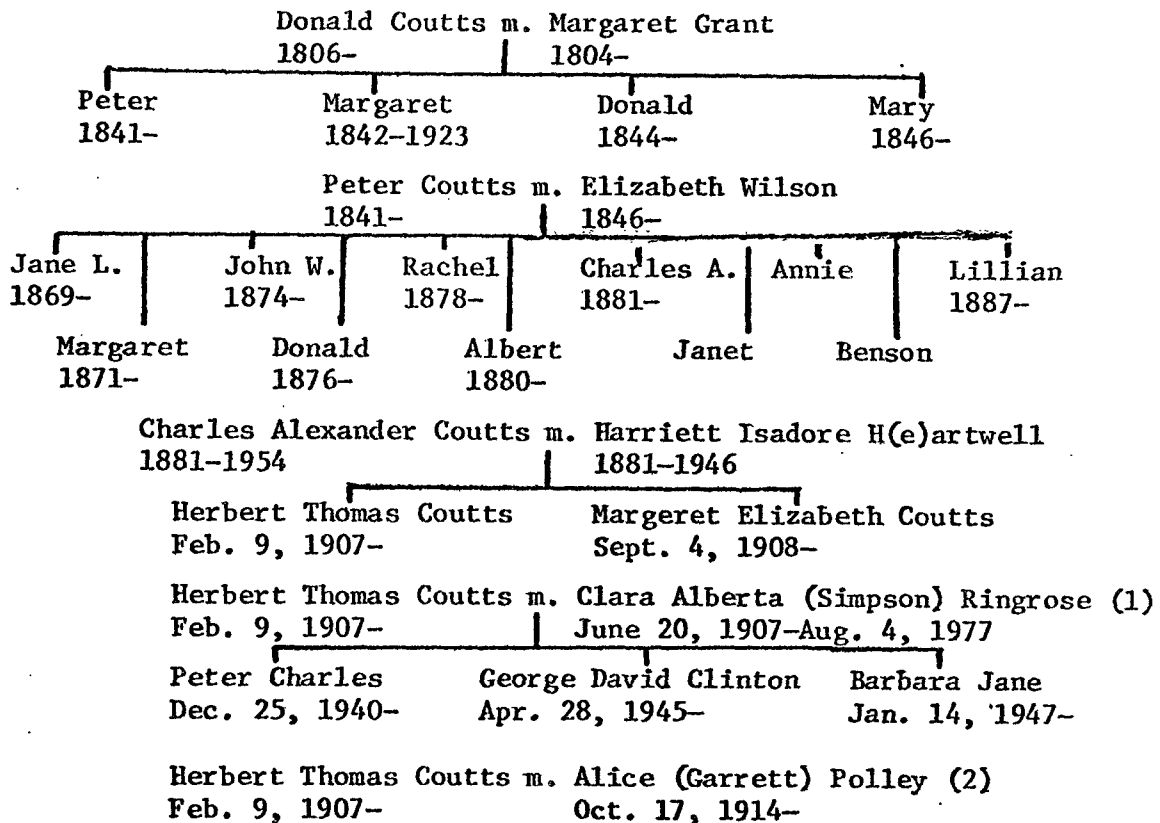 Donald Coutts m. Margaret Grant
1806- 1804-
Peter Margaret Donald Mary
1841- 1842-1923 1844- 1846-
Peter Coutts m. Elizabeth Wilson
1841- 1846-
Jane L. John W. Rachel Charles A. Annie Lillian
1869- 1874- 1878- 1881- 1887-
Margaret Donald Albert Janet Benson
1871- 1876- 1880-
Charles Alexander Coutts m. Harriett Isadore H(e)artwell
1881-1954 1881-1946
Herbert Thomas Coutts Margeret Elizabeth Coutts
Feb. 9, 1907- Sept. 4, 1908-
Herbert Thomas Coutts m. Clara Alberta (Simpson) Ringrose (1)
Feb. 9, 1907- June 20, 1907-Aug. 4, 1977
Peter Charles George David Clinton Barbara Jane
Dec. 25, 1940- Apr. 28, 1945- Jan. 14, 1947-
Herbert Thomas Coutts m. Alice (Garrett) Polley (2)
Feb. 9, 1907- Oct. 17, 1914-